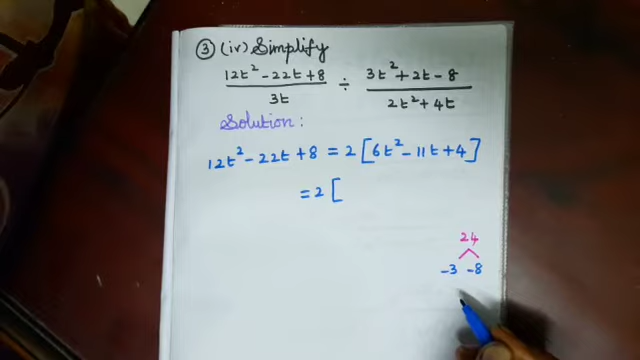 ③ (iv) Simplify
12t² - 22t + 8 / 3t ÷ 3t² + 2t - 8 / 2t² + 4t
Solution:
12t² - 22t + 8 = 2 [6t² - 11t + 4]
= 2 [
24
-3 -8